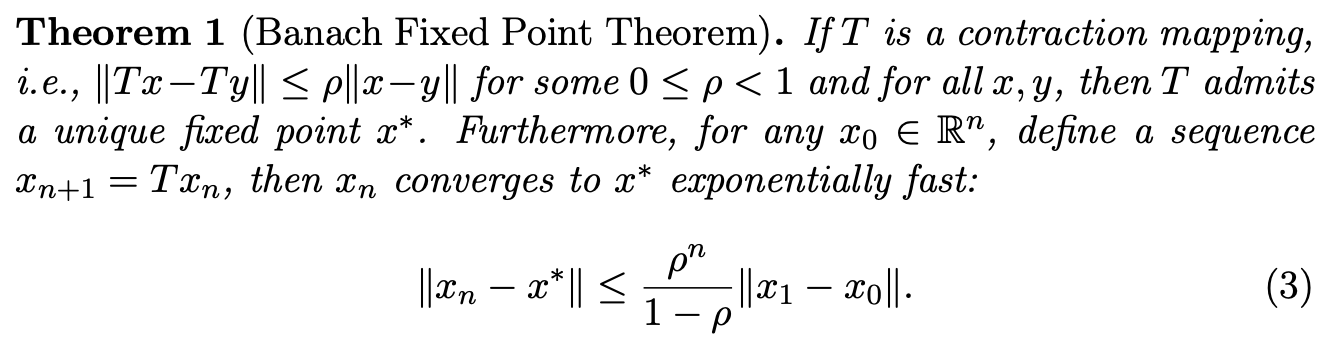 Theorem 1 (Banach Fixed Point Theorem). If T is a contraction mapping,
i.e., ‖Tx−Ty‖ ≤ ρ‖x−y‖ for some 0 ≤ ρ < 1 and for all x, y, then T admits
a unique fixed point x*. Furthermore, for any x₀ ∈ ℝⁿ, define a sequence
xₙ₊₁ = Txₙ, then xₙ converges to x* exponentially fast:
‖xₙ − x*‖ ≤ ρⁿ/(1 − ρ) ‖x₁ − x₀‖. (3)